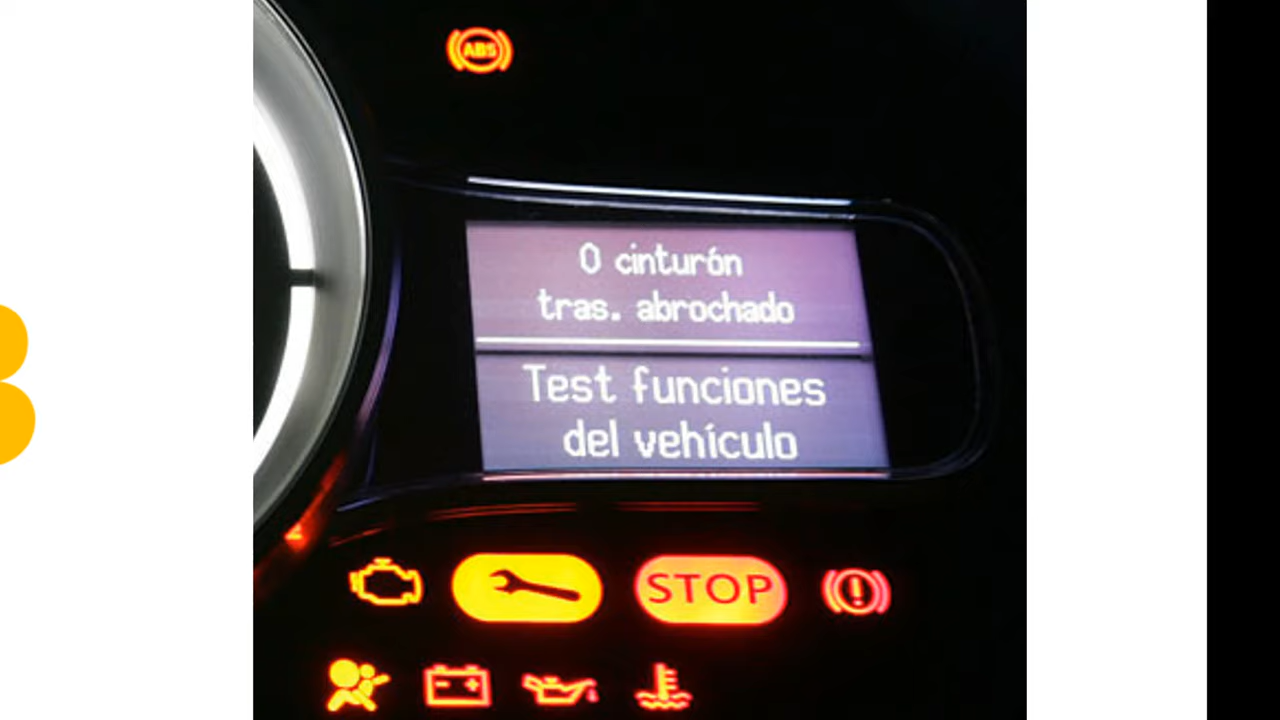 ABS
0 cinturón
tras. abrochado
Test funciones
del vehículo
STOP